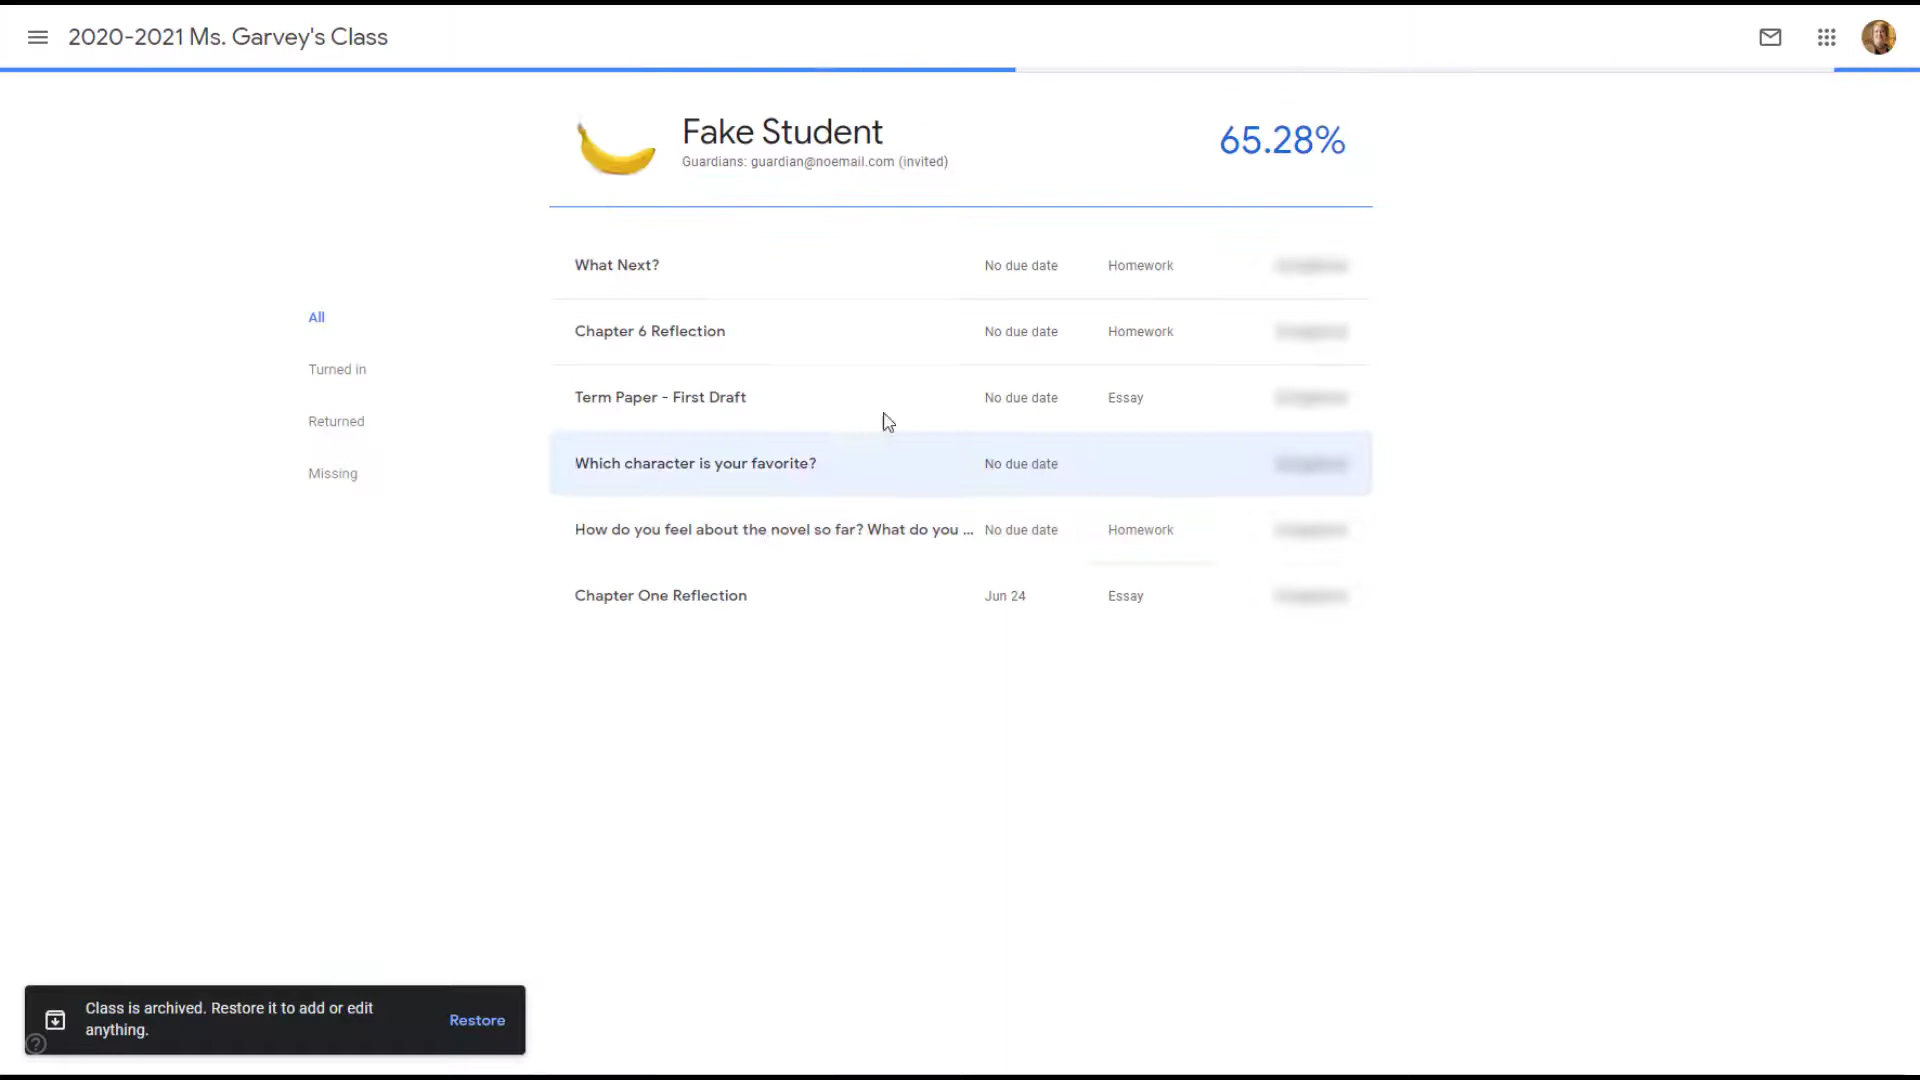 2020-2021 Ms. Garvey's Class
Fake Student
65.28%
Guardians: guardian@noemail.com (invited)
What Next? No due date Homework
All
Chapter 6 Reflection No due date Homework
Turned in
Term Paper - First Draft No due date Essay
Returned
Which character is your favorite? No due date
Missing
How do you feel about the novel so far? What do you ... No due date Homework
Chapter One Reflection Jun 24 Essay
Class is archived. Restore it to add or edit
anything.
Restore
?